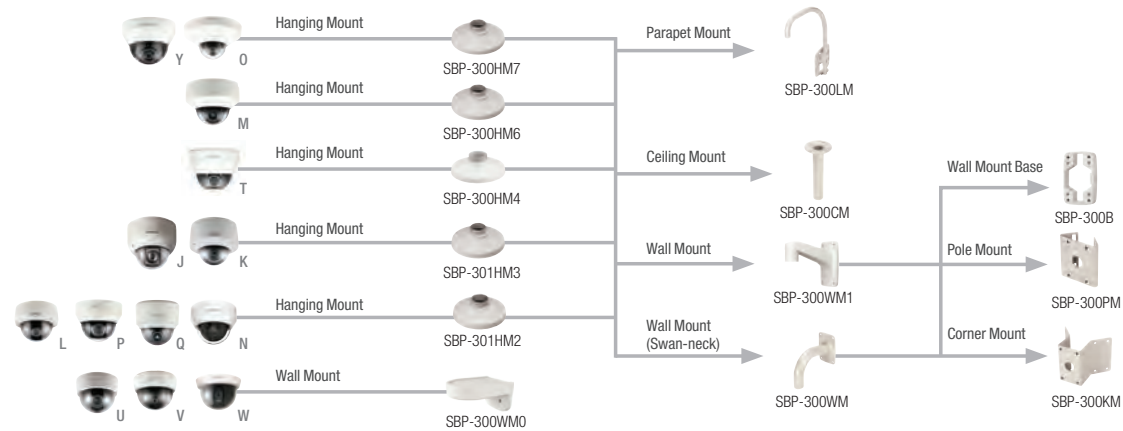 Hanging Mount
Y O
SBP-300HM7
Parapet Mount
SBP-300LM
Hanging Mount
M
SBP-300HM6
Hanging Mount
T
SBP-300HM4
Ceiling Mount
SBP-300CM
Wall Mount Base
SBP-300B
Hanging Mount
J K
SBP-301HM3
Wall Mount
SBP-300WM1
Pole Mount
SBP-300PM
Hanging Mount
L P Q N
SBP-301HM2
Wall Mount
(Swan-neck)
SBP-300WM
Corner Mount
SBP-300KM
Wall Mount
U V W
SBP-300WM0